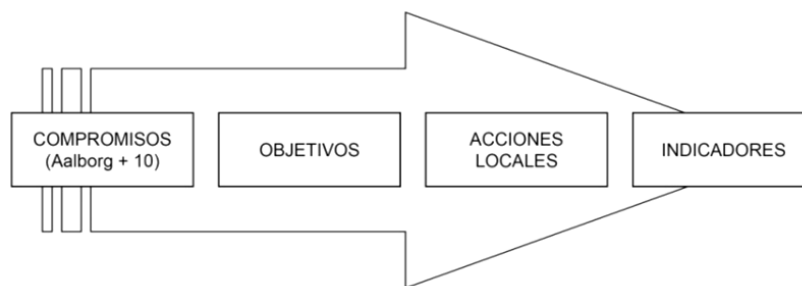 COMPROMISOS
(Aalborg + 10)
OBJETIVOS
ACCIONES
LOCALES
INDICADORES